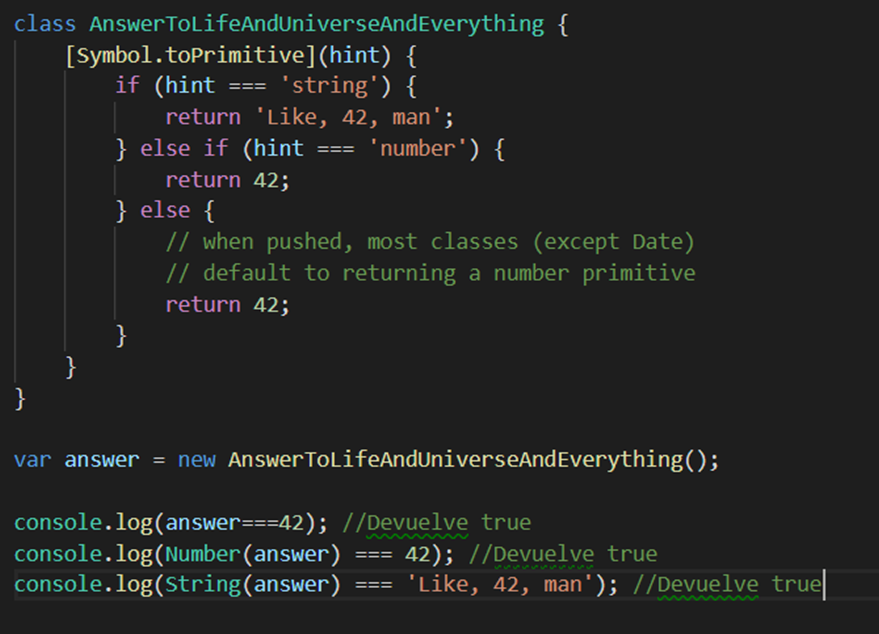 class AnswerToLifeAndUniverseAndEverything {
    [Symbol.toPrimitive](hint) {
        if (hint === 'string') {
            return 'Like, 42, man';
        } else if (hint === 'number') {
            return 42;
        } else {
            // when pushed, most classes (except Date)
            // default to returning a number primitive
            return 42;
        }
    }
}

var answer = new AnswerToLifeAndUniverseAndEverything();

console.log(answer===42); //Devuelve true
console.log(Number(answer) === 42); //Devuelve true
console.log(String(answer) === 'Like, 42, man'); //Devuelve true